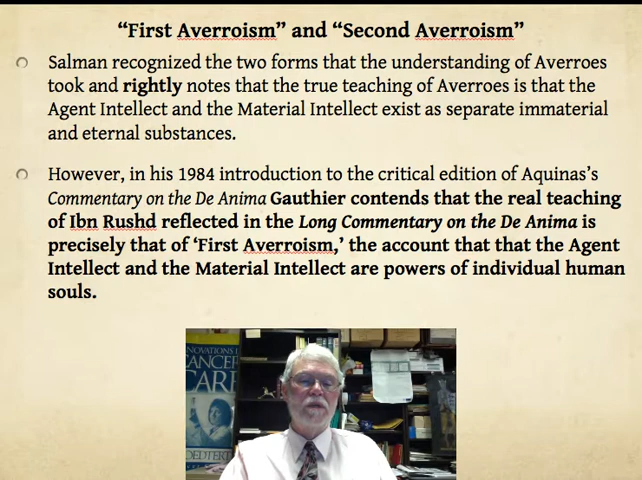 “First Averroism” and “Second Averroism”
Salman recognized the two forms that the understanding of Averroes
took and rightly notes that the true teaching of Averroes is that the
Agent Intellect and the Material Intellect exist as separate immaterial
and eternal substances.
However, in his 1984 introduction to the critical edition of Aquinas’s
Commentary on the De Anima Gauthier contends that the real teaching
of Ibn Rushd reflected in the Long Commentary on the De Anima is
precisely that of ‘First Averroism,’ the account that that the Agent
Intellect and the Material Intellect are powers of individual human
souls.
CARE